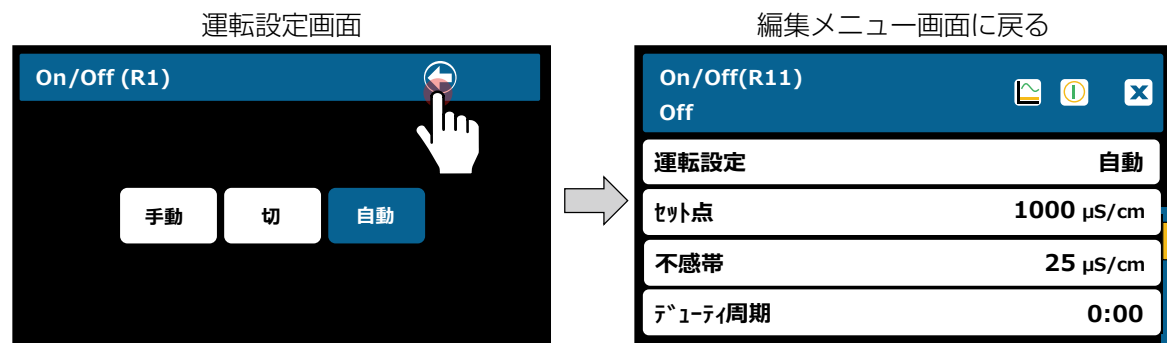 運転設定画面
On/Off (R1)
手動 切 自動
編集メニュー画面に戻る
On/Off(R11)
Off
運転設定 自動
ｾｯﾄ点 1000 µS/cm
不感帯 25 µS/cm
ﾃﾞｭｰﾃｨ周期 0:00